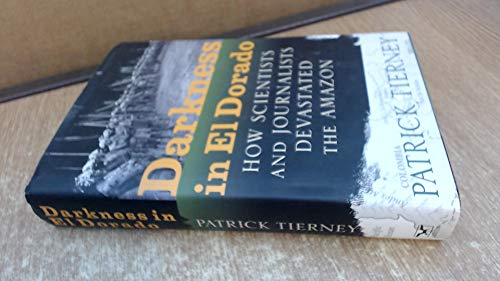 Darkness
in El Dorado
HOW SCIENTISTS
AND JOURNALISTS
DEVASTATED
THE AMAZON
COLOMBIA
PATRICK TIERNEY
Darkness in
El Dorado
PATRICK TIERNEY